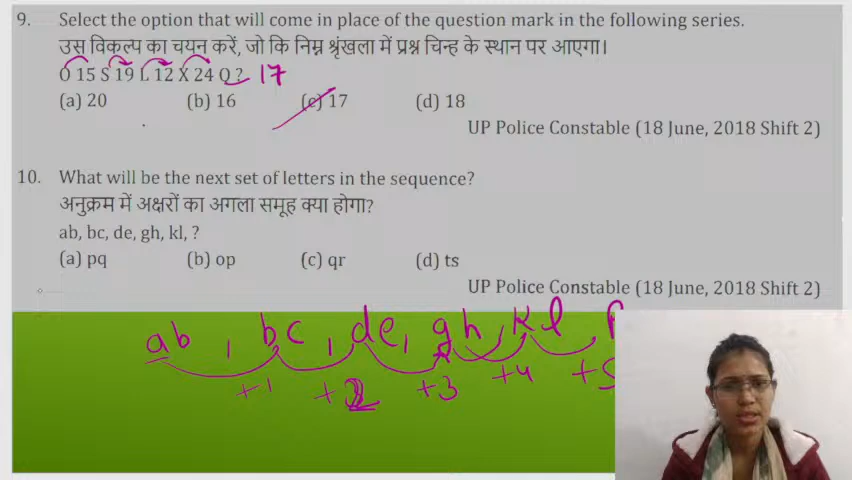 9. Select the option that will come in place of the question mark in the following series.
उस विकल्प का चयन करें, जो कि निम्न श्रृंखला में प्रश्न चिन्ह के स्थान पर आएगा।
O 15 S 19 L 12 X 24 Q ? 17
(a) 20 (b) 16 (c) 17 (d) 18
UP Police Constable (18 June, 2018 Shift 2)
10. What will be the next set of letters in the sequence?
अनुक्रम में अक्षरों का अगला समूह क्या होगा?
ab, bc, de, gh, kl, ?
(a) pq (b) op (c) qr (d) ts
UP Police Constable (18 June, 2018 Shift 2)
ab, bc, de, gh, kl,
+1 +2 +3 +4 +5